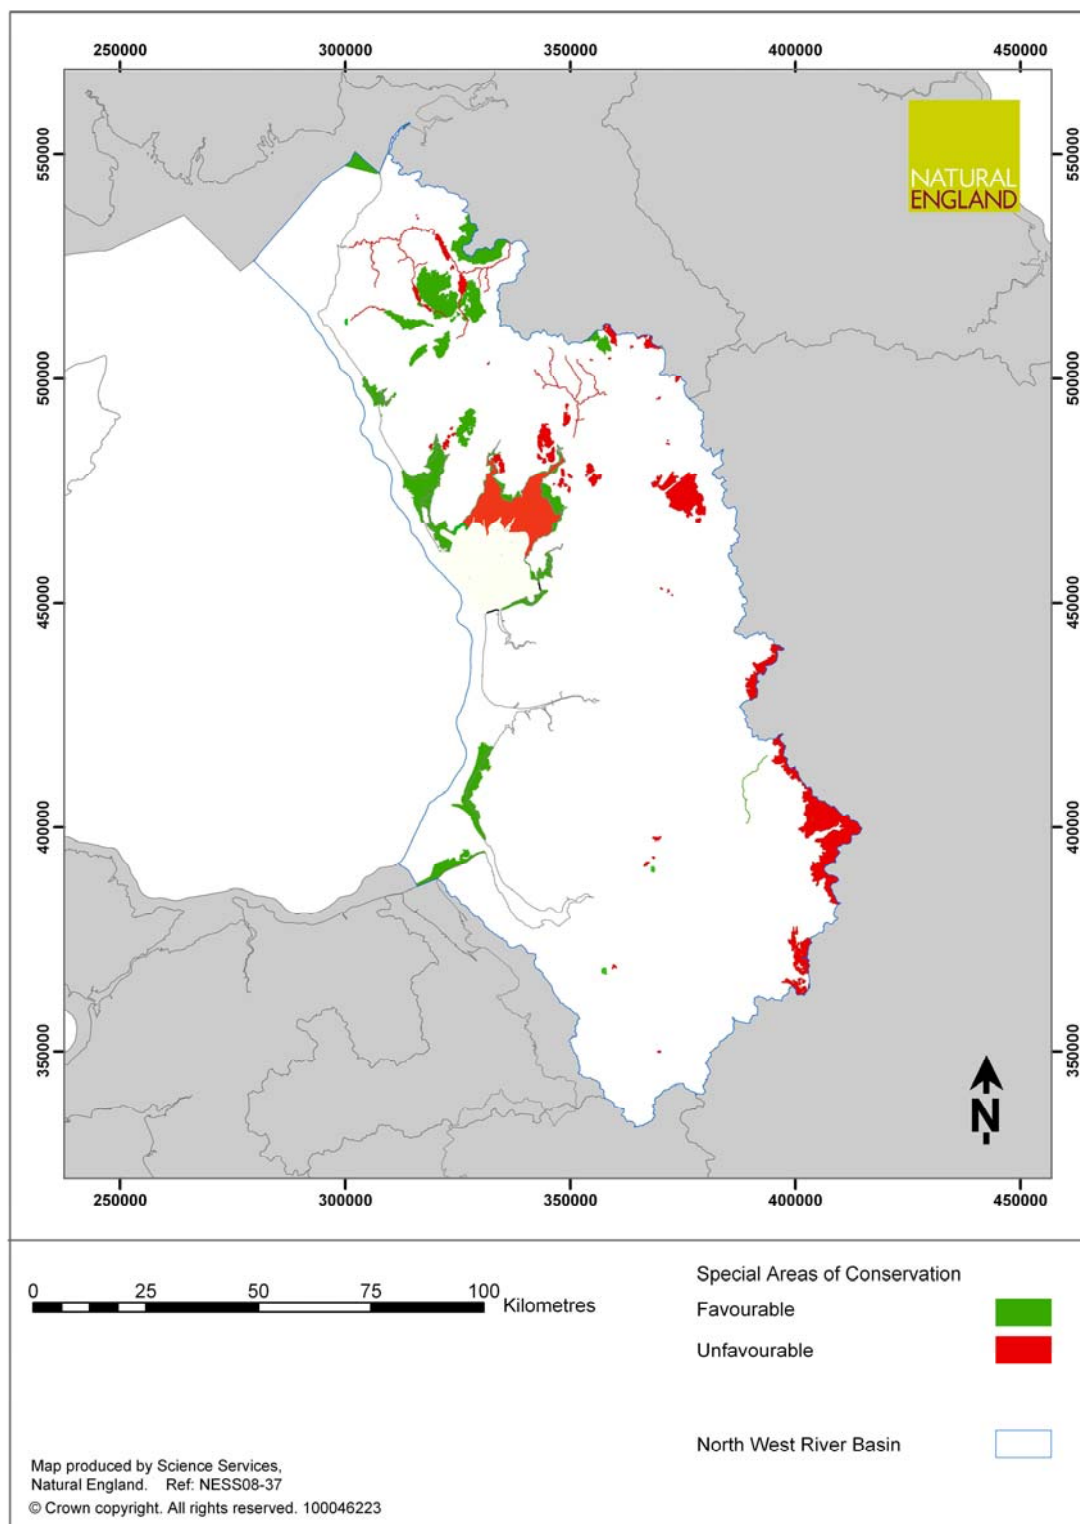 250000 300000 350000 400000 450000
550000 550000
NATURAL
ENGLAND
500000 500000
450000 450000
400000 400000
350000 350000
N
250000 300000 350000 400000 450000
0 25 50 75 100
Kilometres
Special Areas of Conservation
Favourable
Unfavourable
North West River Basin
Map produced by Science Services,
Natural England. Ref: NESS08-37
© Crown copyright. All rights reserved. 100046223